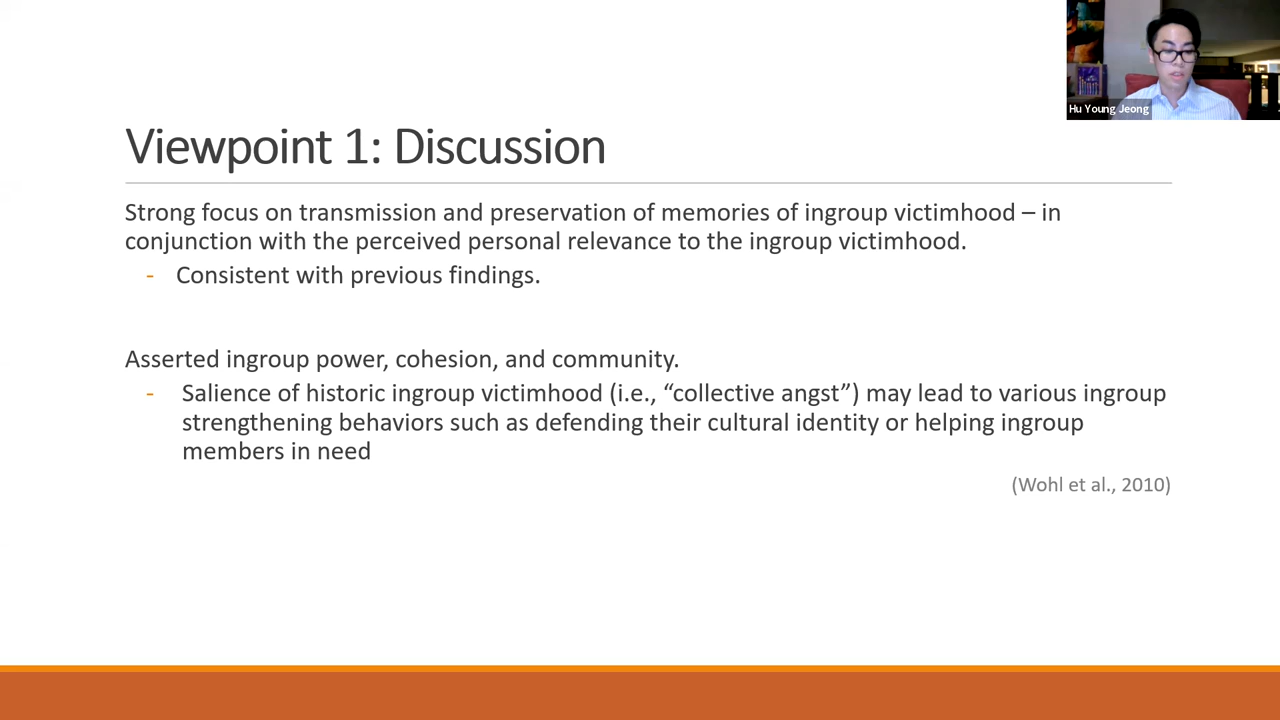 Hu Young Jeong
Viewpoint 1: Discussion
Strong focus on transmission and preservation of memories of ingroup victimhood – in
conjunction with the perceived personal relevance to the ingroup victimhood.
- Consistent with previous findings.
Asserted ingroup power, cohesion, and community.
- Salience of historic ingroup victimhood (i.e., “collective angst”) may lead to various ingroup
strengthening behaviors such as defending their cultural identity or helping ingroup
members in need
(Wohl et al., 2010)